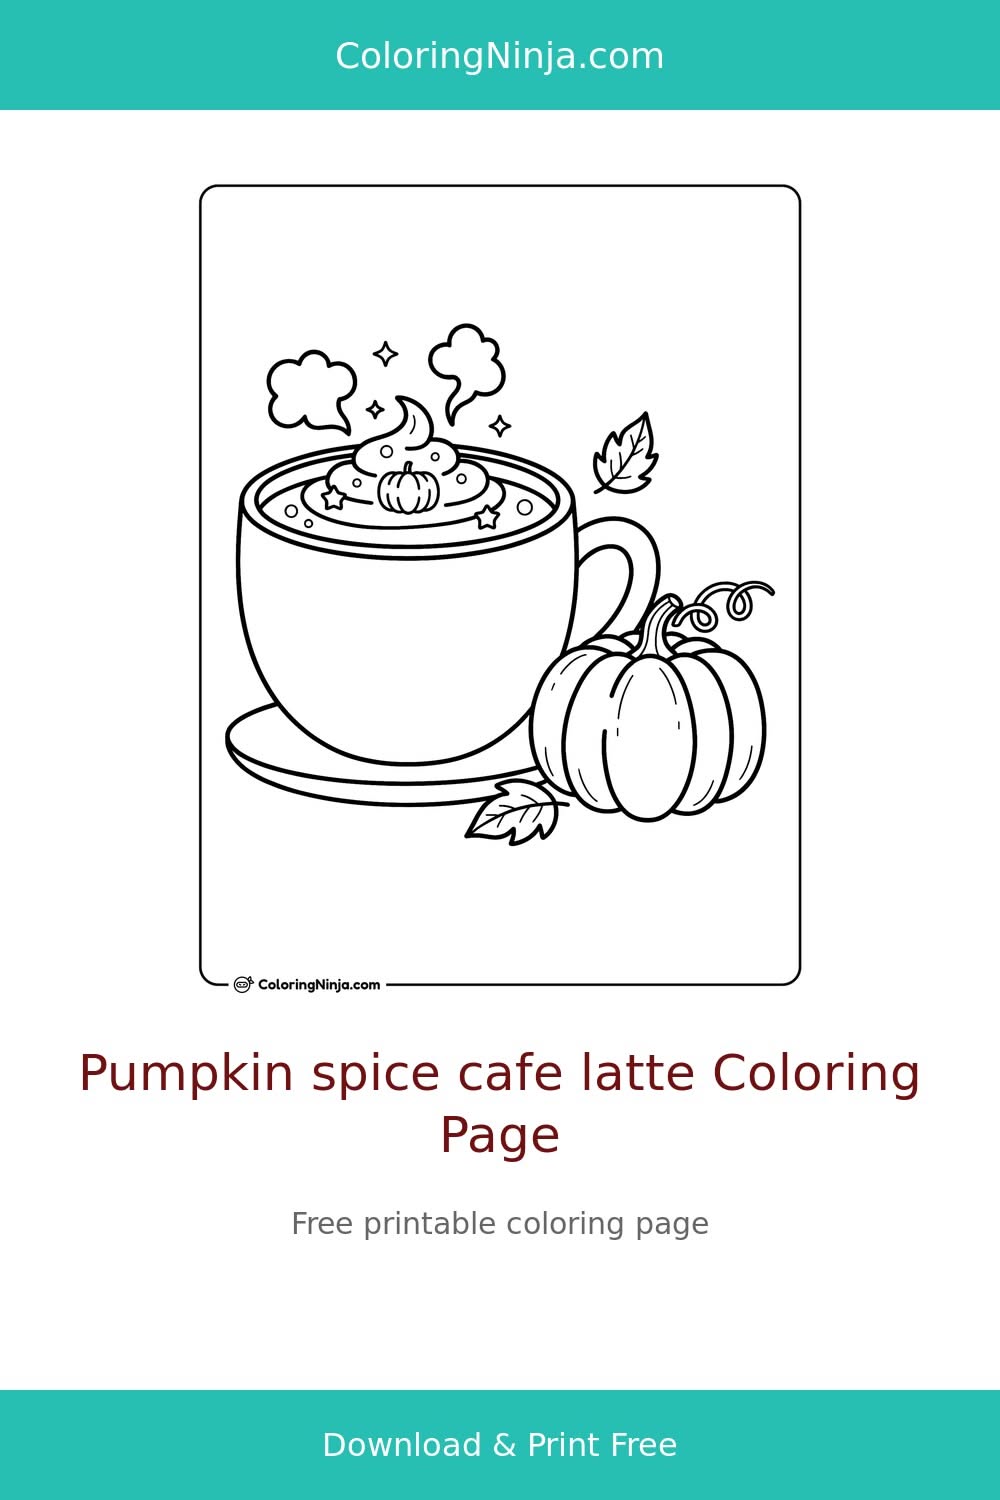 ColoringNinja.com
ColoringNinja.com
Pumpkin spice cafe latte Coloring
Page
Free printable coloring page
Download & Print Free